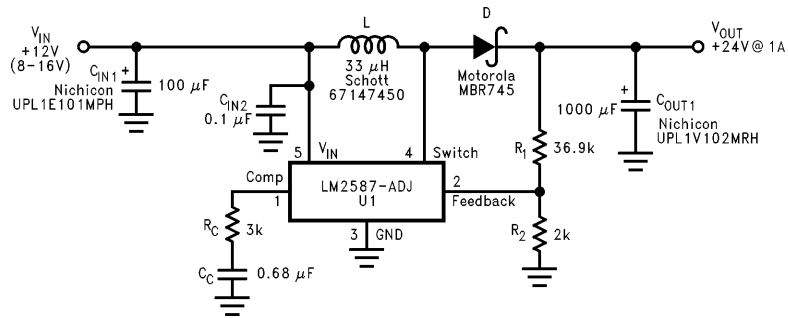 V_IN
+12V
(8-16V)
C_IN1 +
Nichicon
UPL1E101MPH
100 μF
C_IN2
0.1 μF
L
33 μH
Schott
67147450
D
Motorola
MBR745
V_OUT
+24V@ 1A
+
1000 μF
C_OUT1
Nichicon
UPL1V102MRH
R_1 36.9k
R_2 2k
5 V_IN
4 Switch
Comp
1
LM2587-ADJ
U1
2
Feedback
3 GND
R_C 3k
C_C 0.68 μF